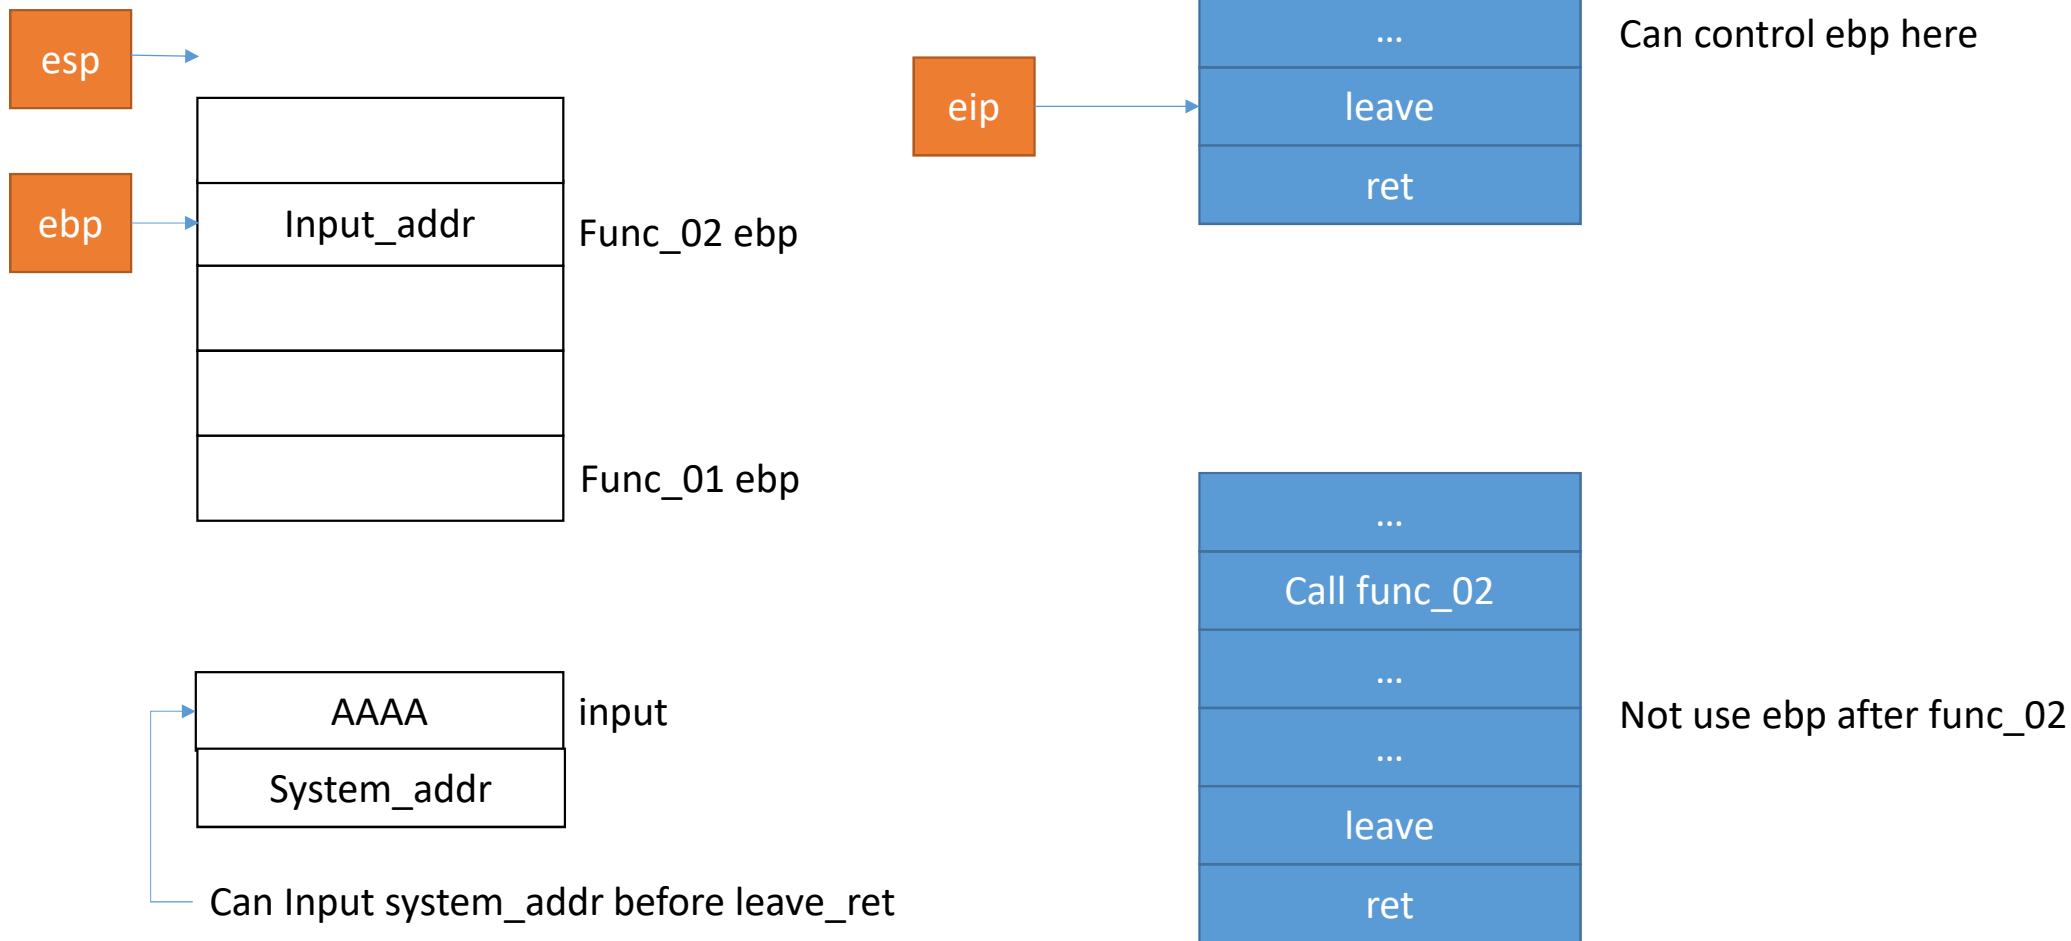 esp
ebp
Input_addr
Func_02 ebp
Func_01 ebp
AAAA
input
System_addr
Can Input system_addr before leave_ret
eip
...
Can control ebp here
leave
ret
...
Call func_02
...
Not use ebp after func_02
...
leave
ret